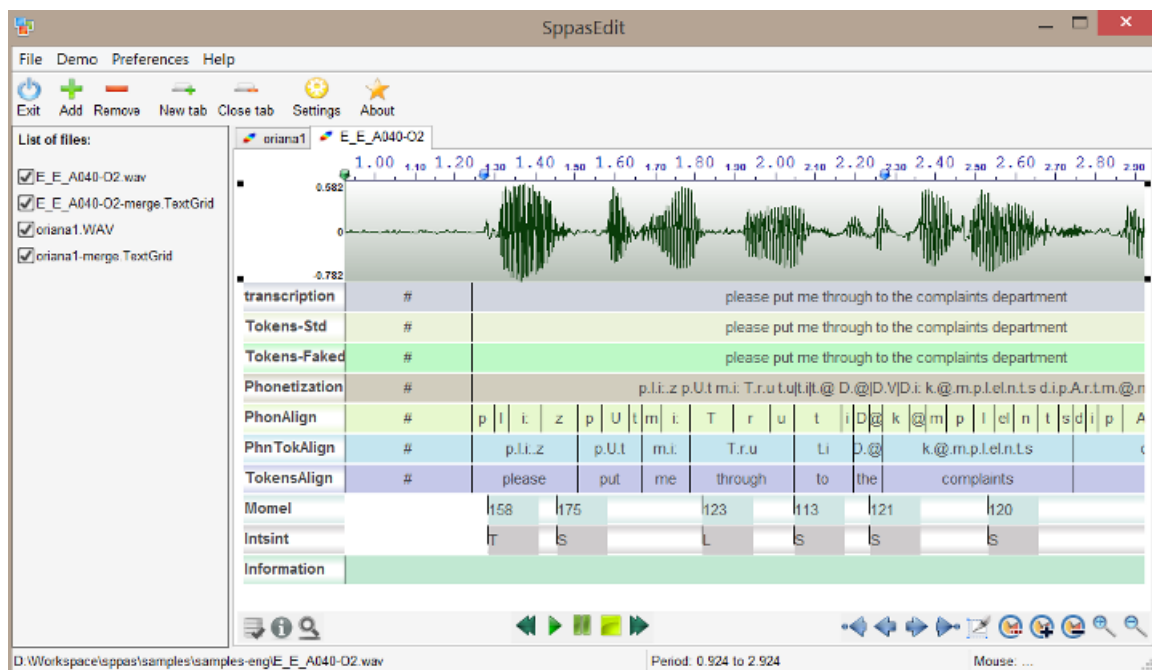 SppasEdit
File Demo Preferences Help
Exit Add Remove New tab Close tab Settings About
List of files:
E_E_A040-O2.wav
E_E_A040-O2-merge.TextGrid
oriana1.WAV
oriana1-merge.TextGrid
oriana1 E_E_A040-O2
1.00 1.10 1.20 1.30 1.40 1.50 1.60 1.70 1.80 1.90 2.00 2.10 2.20 2.30 2.40 2.50 2.60 2.70 2.80 2.90
0.582
0
-0.782
transcription # please put me through to the complaints department
Tokens-Std # please put me through to the complaints department
Tokens-Faked # please put me through to the complaints department
Phonetization # p.l.i:.z p.U.t m.i: T.r.u t.u|t.i|t.@ D.@|D.V|D.i: k.@.m.p.l.eI.n.t.s d.i.p.A.r.t.m.@.n
PhonAlign # p l i: z p U t m i: T r u t i D @ k @ m p l eI n t s d i p A
PhnTokAlign # p.l.i:.z p.U.t m.i: T.r.u t.i D.@ k.@.m.p.l.eI.n.t.s
TokensAlign # please put me through to the complaints
Momel 158 175 123 113 121 120
Intsint T S L S S S
Information
D:\Workspace\sppas\samples\samples-eng\E_E_A040-O2.wav Period: 0.924 to 2.924 Mouse: ...